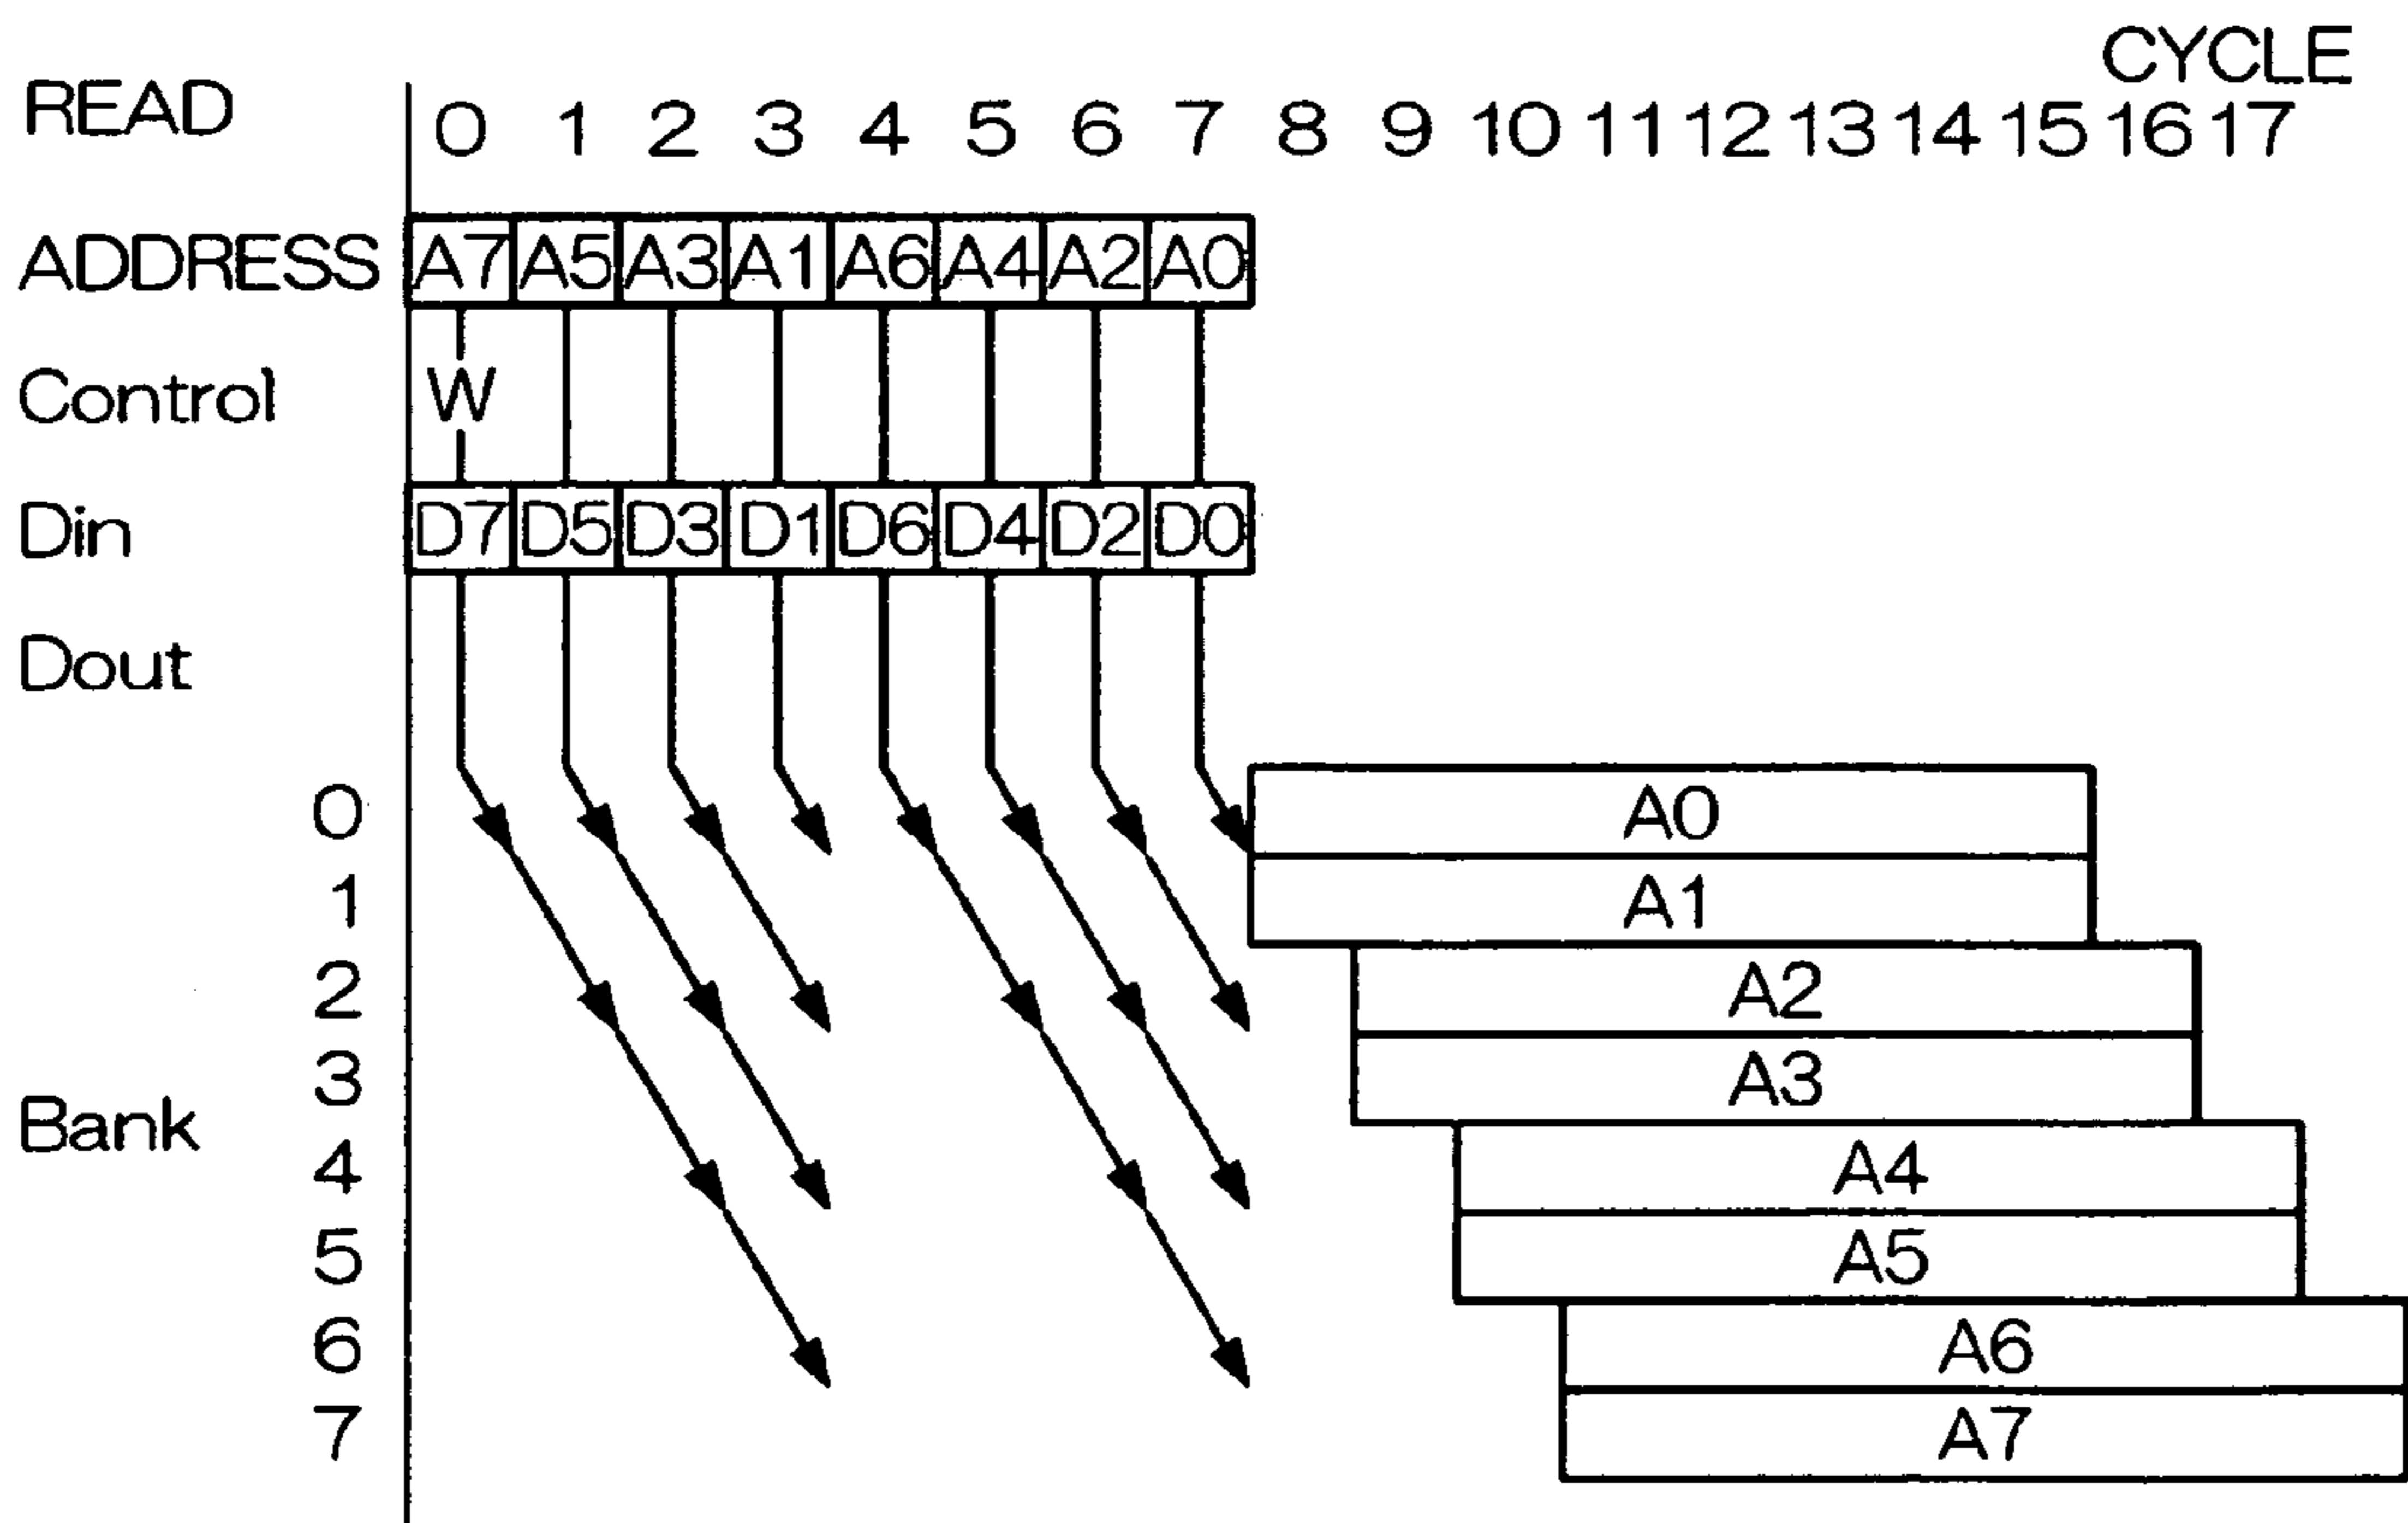 CYCLE
READ 0 1 2 3 4 5 6 7 8 9 10 11 12 13 14 15 16 17
ADDRESS A7 A5 A3 A1 A6 A4 A2 A0
Control W
Din D7 D5 D3 D1 D6 D4 D2 D0
Dout
0 A0
1 A1
2 A2
3 A3
Bank
4 A4
5 A5
6 A6
7 A7